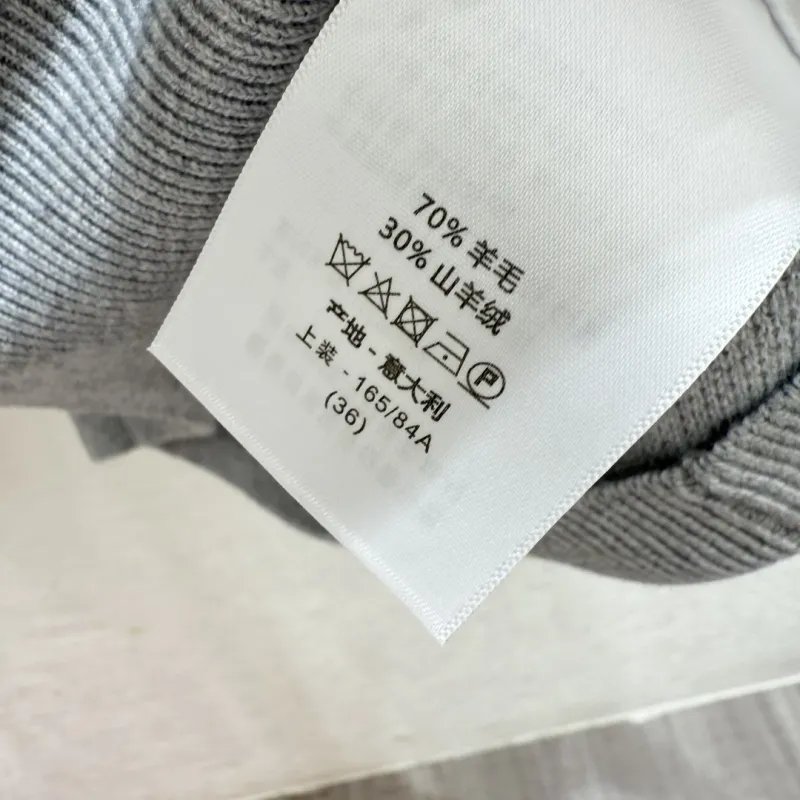 70% 羊毛
30% 山羊绒
P
产地 - 意大利
上装 - 165/84A
(36)